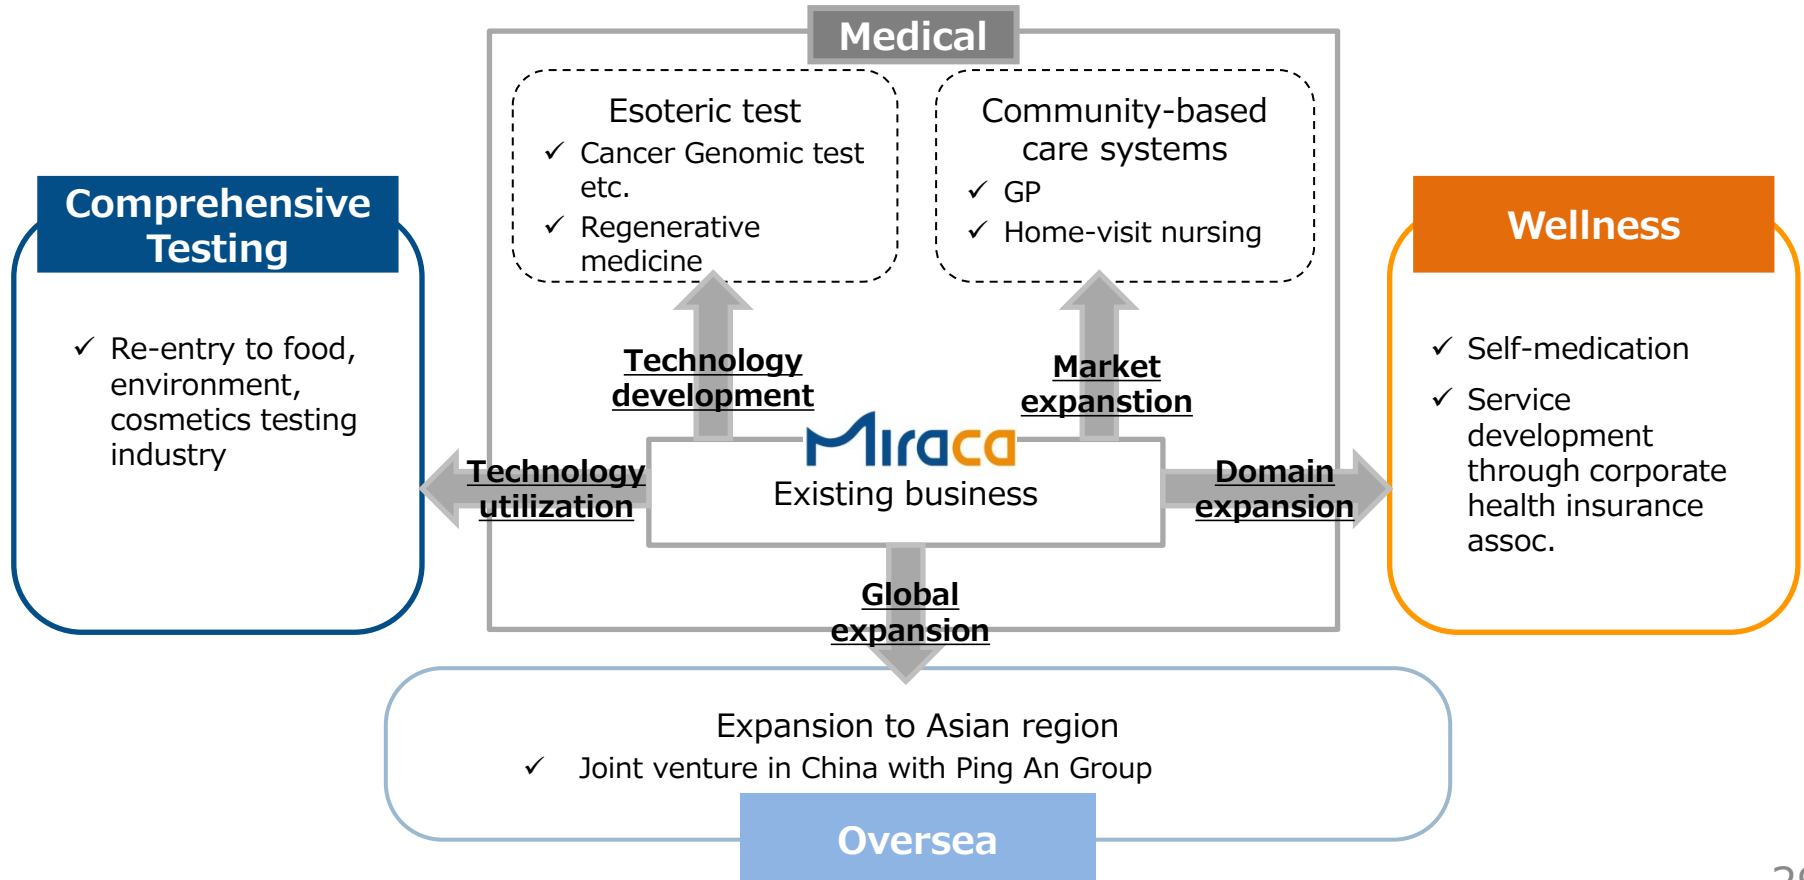 Medical
Esoteric test
✓ Cancer Genomic test
etc.
✓ Regenerative
medicine
Community-based
care systems
✓ GP
✓ Home-visit nursing
Comprehensive
Testing
✓ Re-entry to food,
environment,
cosmetics testing
industry
Wellness
✓ Self-medication
✓ Service
development
through corporate
health insurance
assoc.
Technology
development
Market
expanstion
Miraca
Existing business
Technology
utilization
Domain
expansion
Global
expansion
Expansion to Asian region
✓ Joint venture in China with Ping An Group
Oversea